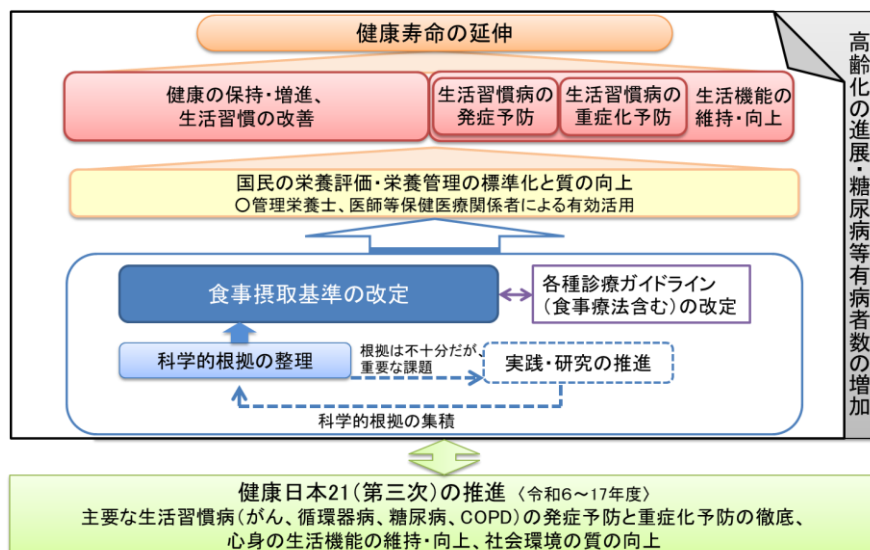 健康寿命の延伸
健康の保持・増進、
生活習慣の改善
生活習慣病の
発症予防
生活習慣病の
重症化予防
生活機能の
維持・向上
国民の栄養評価・栄養管理の標準化と質の向上
○管理栄養士、医師等保健医療関係者による有効活用
食事摂取基準の改定
各種診療ガイドライン
(食事療法含む)の改定
科学的根拠の整理
根拠は不十分だが、
重要な課題
実践・研究の推進
科学的根拠の集積
高齢化の進展・糖尿病等有病者数の増加
健康日本21(第三次)の推進 〈令和6~17年度〉
主要な生活習慣病(がん、循環器病、糖尿病、COPD)の発症予防と重症化予防の徹底、
心身の生活機能の維持・向上、社会環境の質の向上